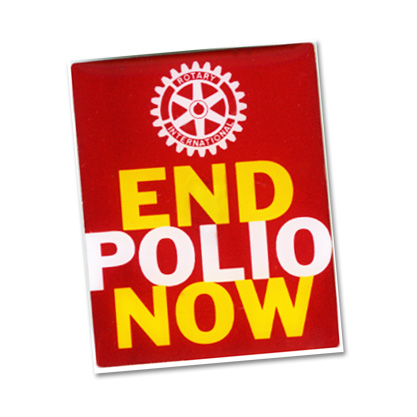 ROTARY
INTERNATIONAL
END
POLIO
NOW